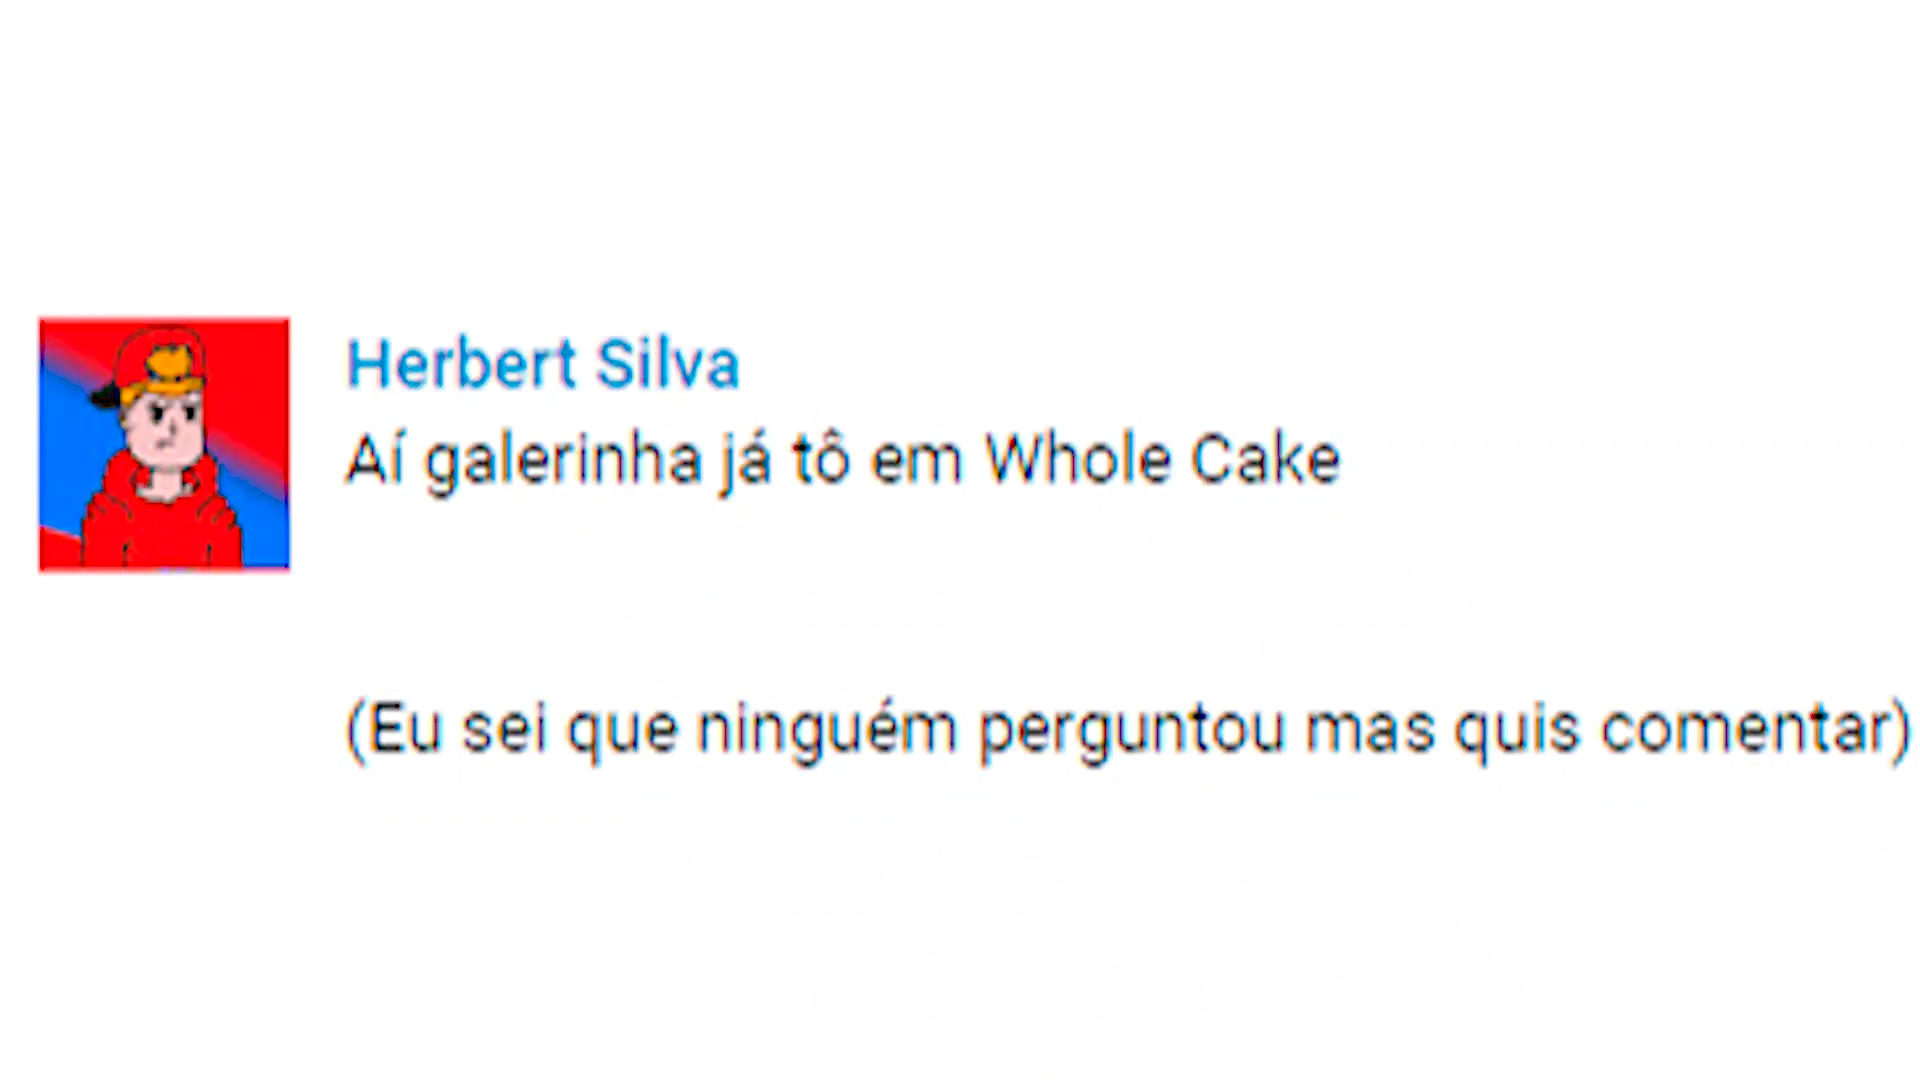 Herbert Silva
Aí galerinha já tô em Whole Cake
(Eu sei que ninguém perguntou mas quis comentar)